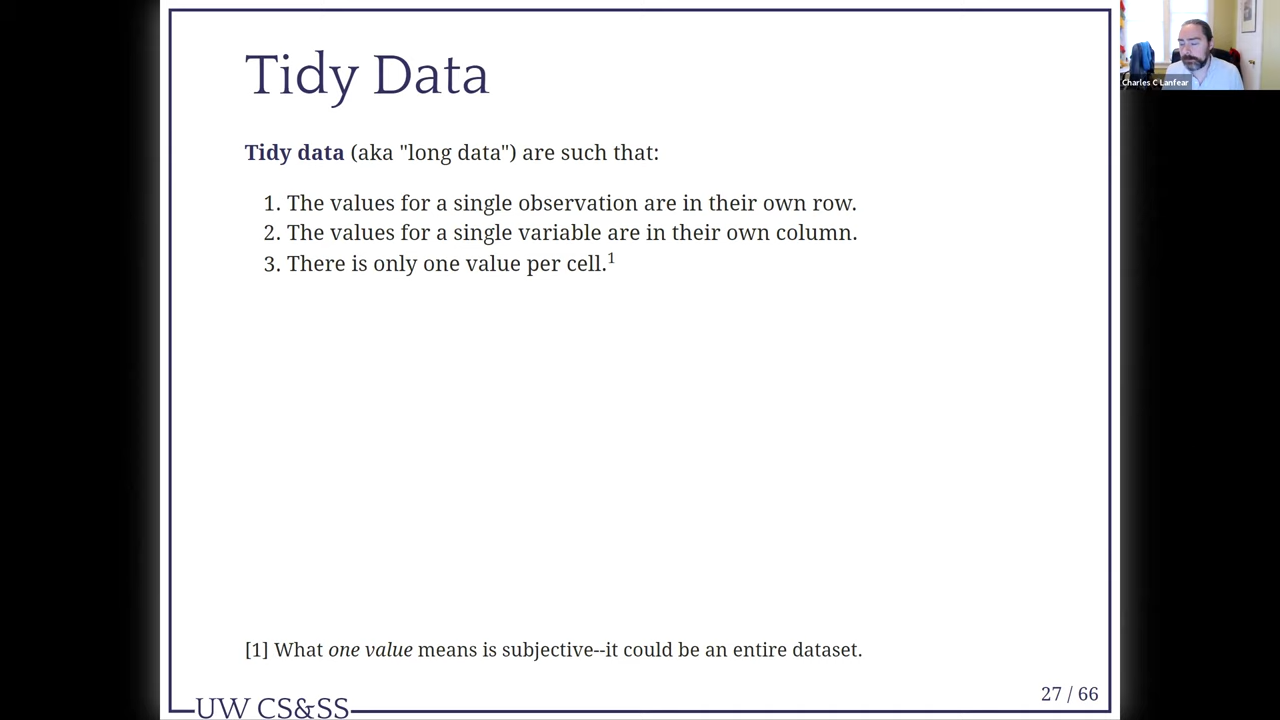 Tidy Data
Charles C Lanfear
Tidy data (aka "long data") are such that:
1. The values for a single observation are in their own row.
2. The values for a single variable are in their own column.
3. There is only one value per cell.1
[1] What one value means is subjective--it could be an entire dataset.
27 / 66
UW CS&SS